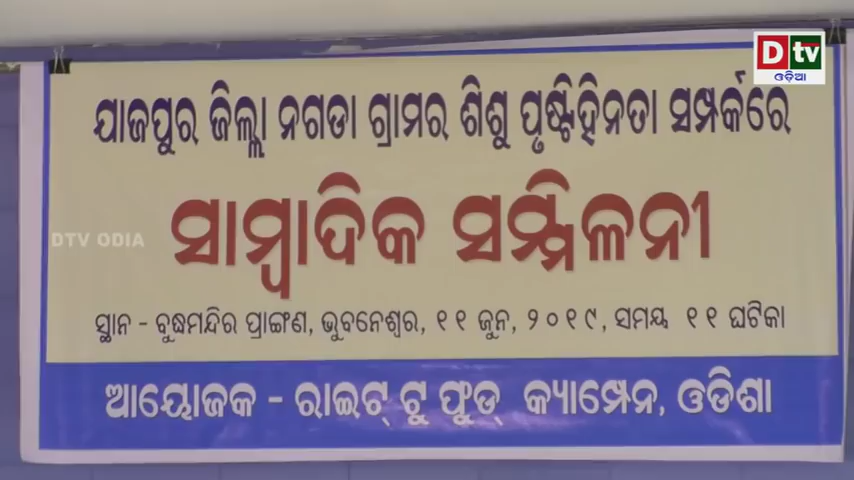 D tv
ଓଡ଼ିଆ
ଯାଜପୁର ଜିଲ୍ଲା ନଗଡା ଗ୍ରାମର ଶିଶୁ ପୃଷ୍ଟିହିନତା ସମ୍ପର୍କରେ
ସାମ୍ବାଦିକ ସମ୍ମିଳନୀ
DTV ODIA
ସ୍ଥାନ - ବୁଦ୍ଧମନ୍ଦିର ପ୍ରାଙ୍ଗଣ, ଭୁବନେଶ୍ୱର, ୧୧ ଜୁନ, ୨୦୧୯, ସମୟ ୧୧ ଘଟିକା
ଆୟୋଜକ - ରାଇଟ୍ ଟୁ ଫୁଡ୍ କ୍ୟାମ୍ପେନ, ଓଡିଶା